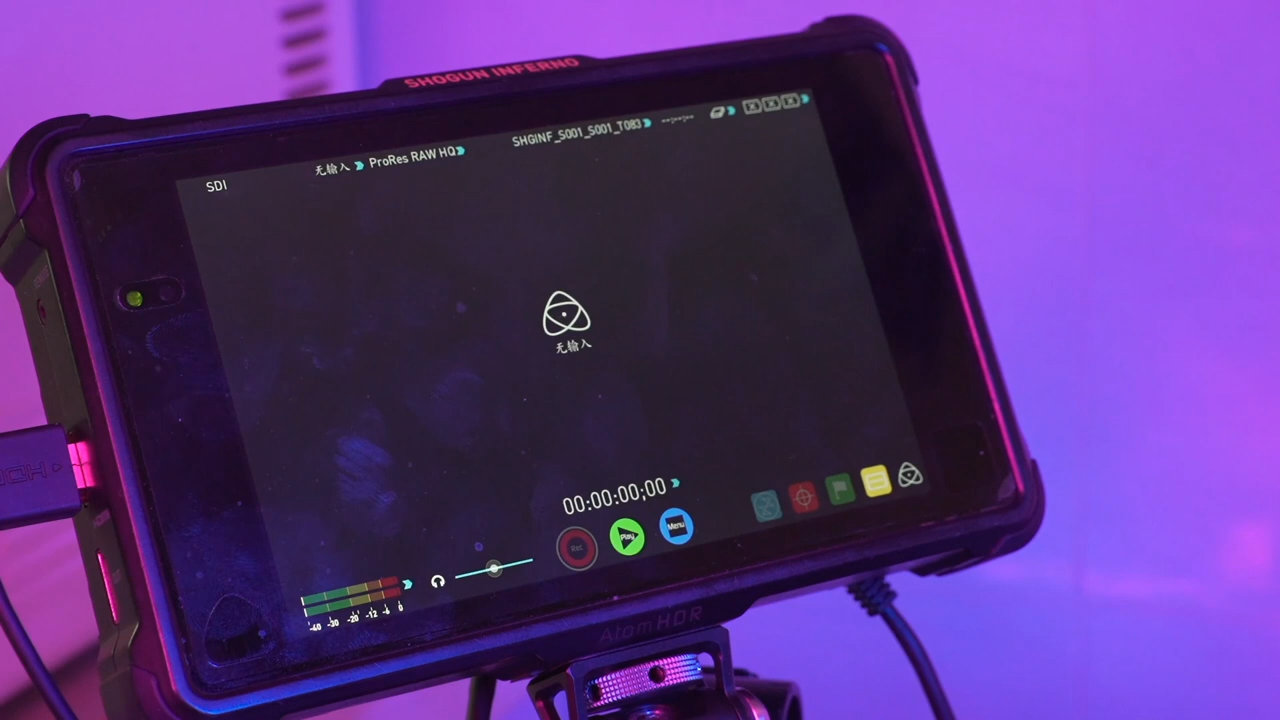 SHOGUN INFERNO
SDI
无输入
ProRes RAW HQ
SHGINF_S001_S001_T083
--:--:--
无输入
00:00:00;00
Rec
Play
Menu
-40 -30 -20 -12 -6 0
AtomHDR